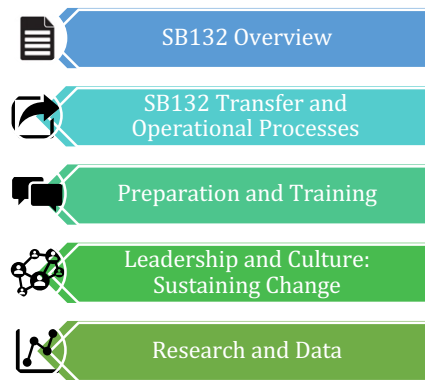 SB132 Overview
SB132 Transfer and
Operational Processes
Preparation and Training
Leadership and Culture:
Sustaining Change
Research and Data